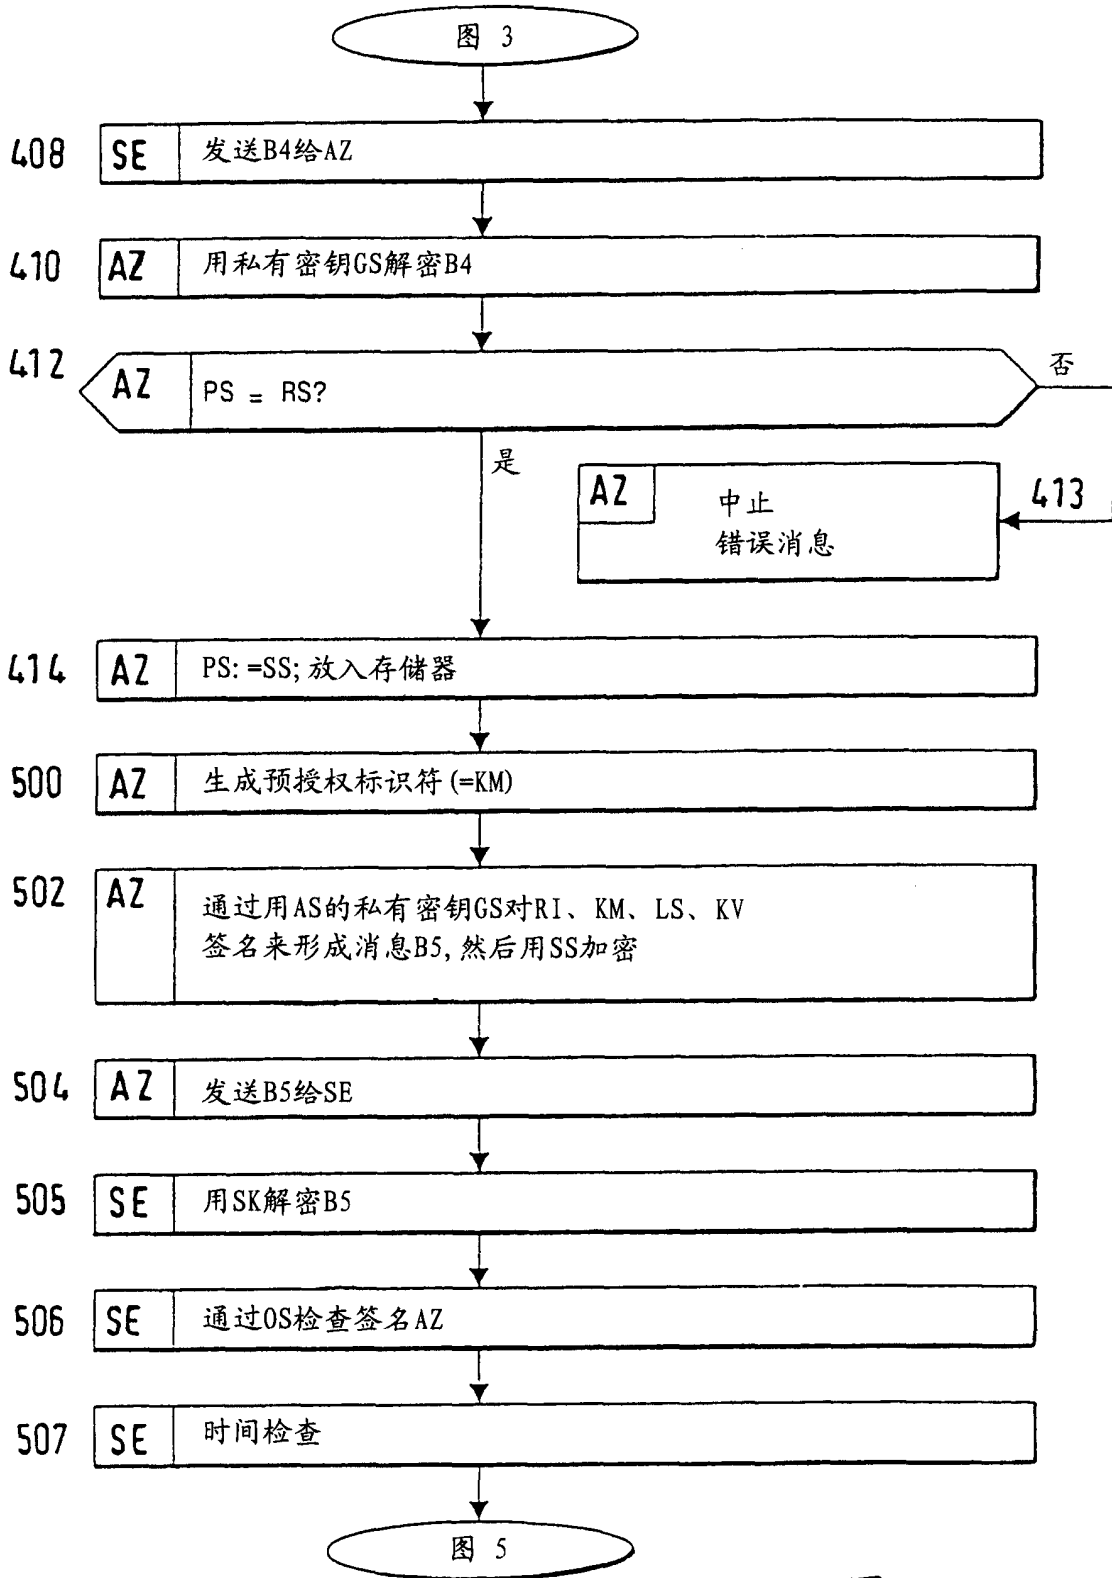 图 3
408 SE 发送B4给AZ
410 AZ 用私有密钥GS解密B4
412 AZ PS = RS?
否
是
AZ 中止 413
错误消息
414 AZ PS:=SS;放入存储器
500 AZ 生成预授权标识符(=KM)
502 AZ 通过用AS的私有密钥GS对RI、KM、LS、KV
签名来形成消息B5,然后用SS加密
504 AZ 发送B5给SE
505 SE 用SK解密B5
506 SE 通过OS检查签名AZ
507 SE 时间检查
图 5